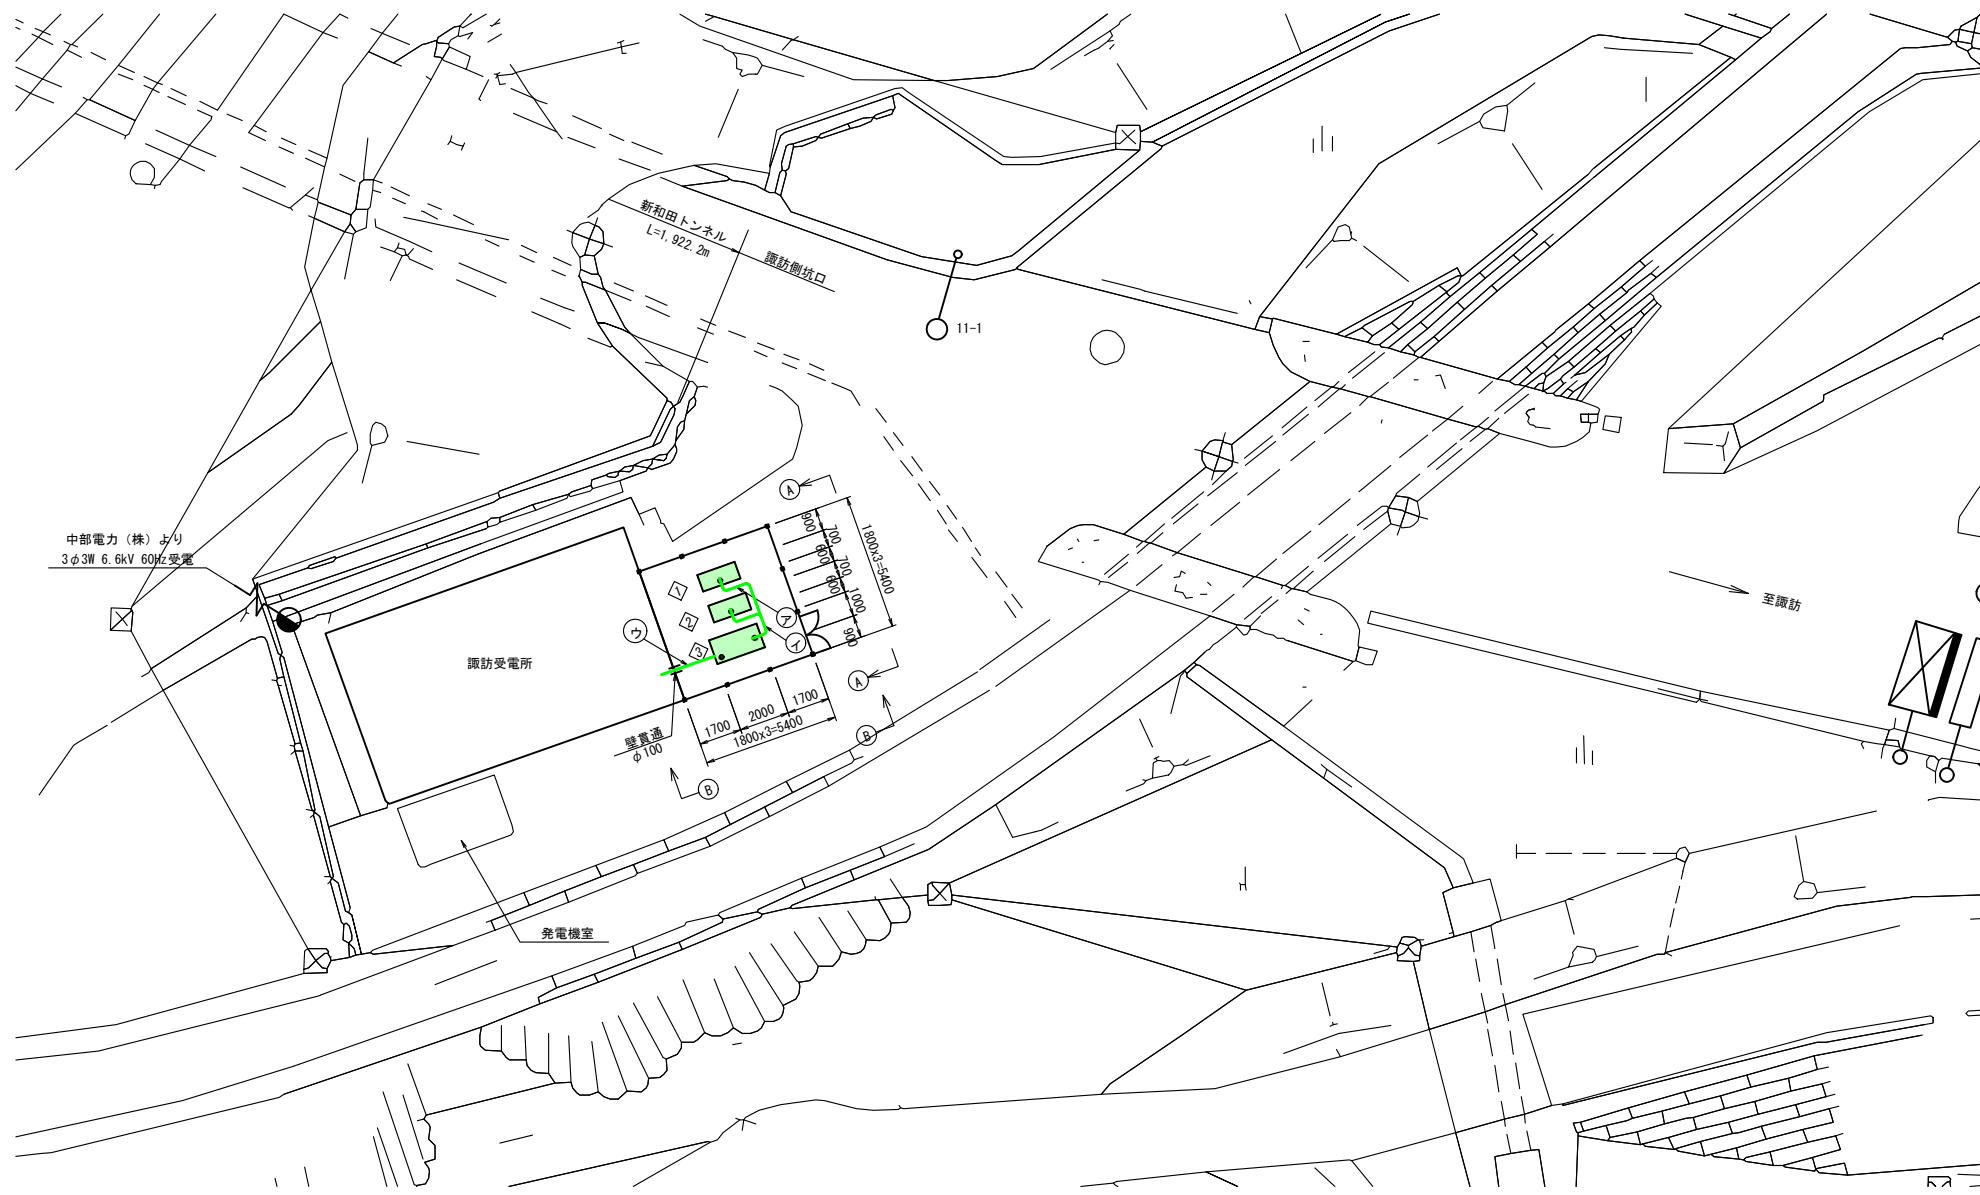 新和田トンネル
L=1,922.2m
諏訪側坑口
11-1
中部電力（株）より
3φ3W 6.6kV 60Hz受電
諏訪受電所
発電機室
壁貫通
φ100
至諏訪
1
2
3
ア
イ
ウ
A
A
B
B
900
700
600
700
600
1000
900
1800x3=5400
1700
2000
1700
1800x3=5400